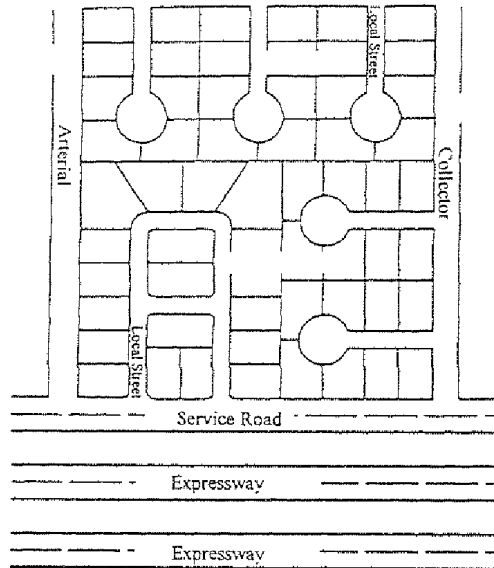 Local Street
Arterial
Collector
Local Street
Service Road
Expressway
Expressway